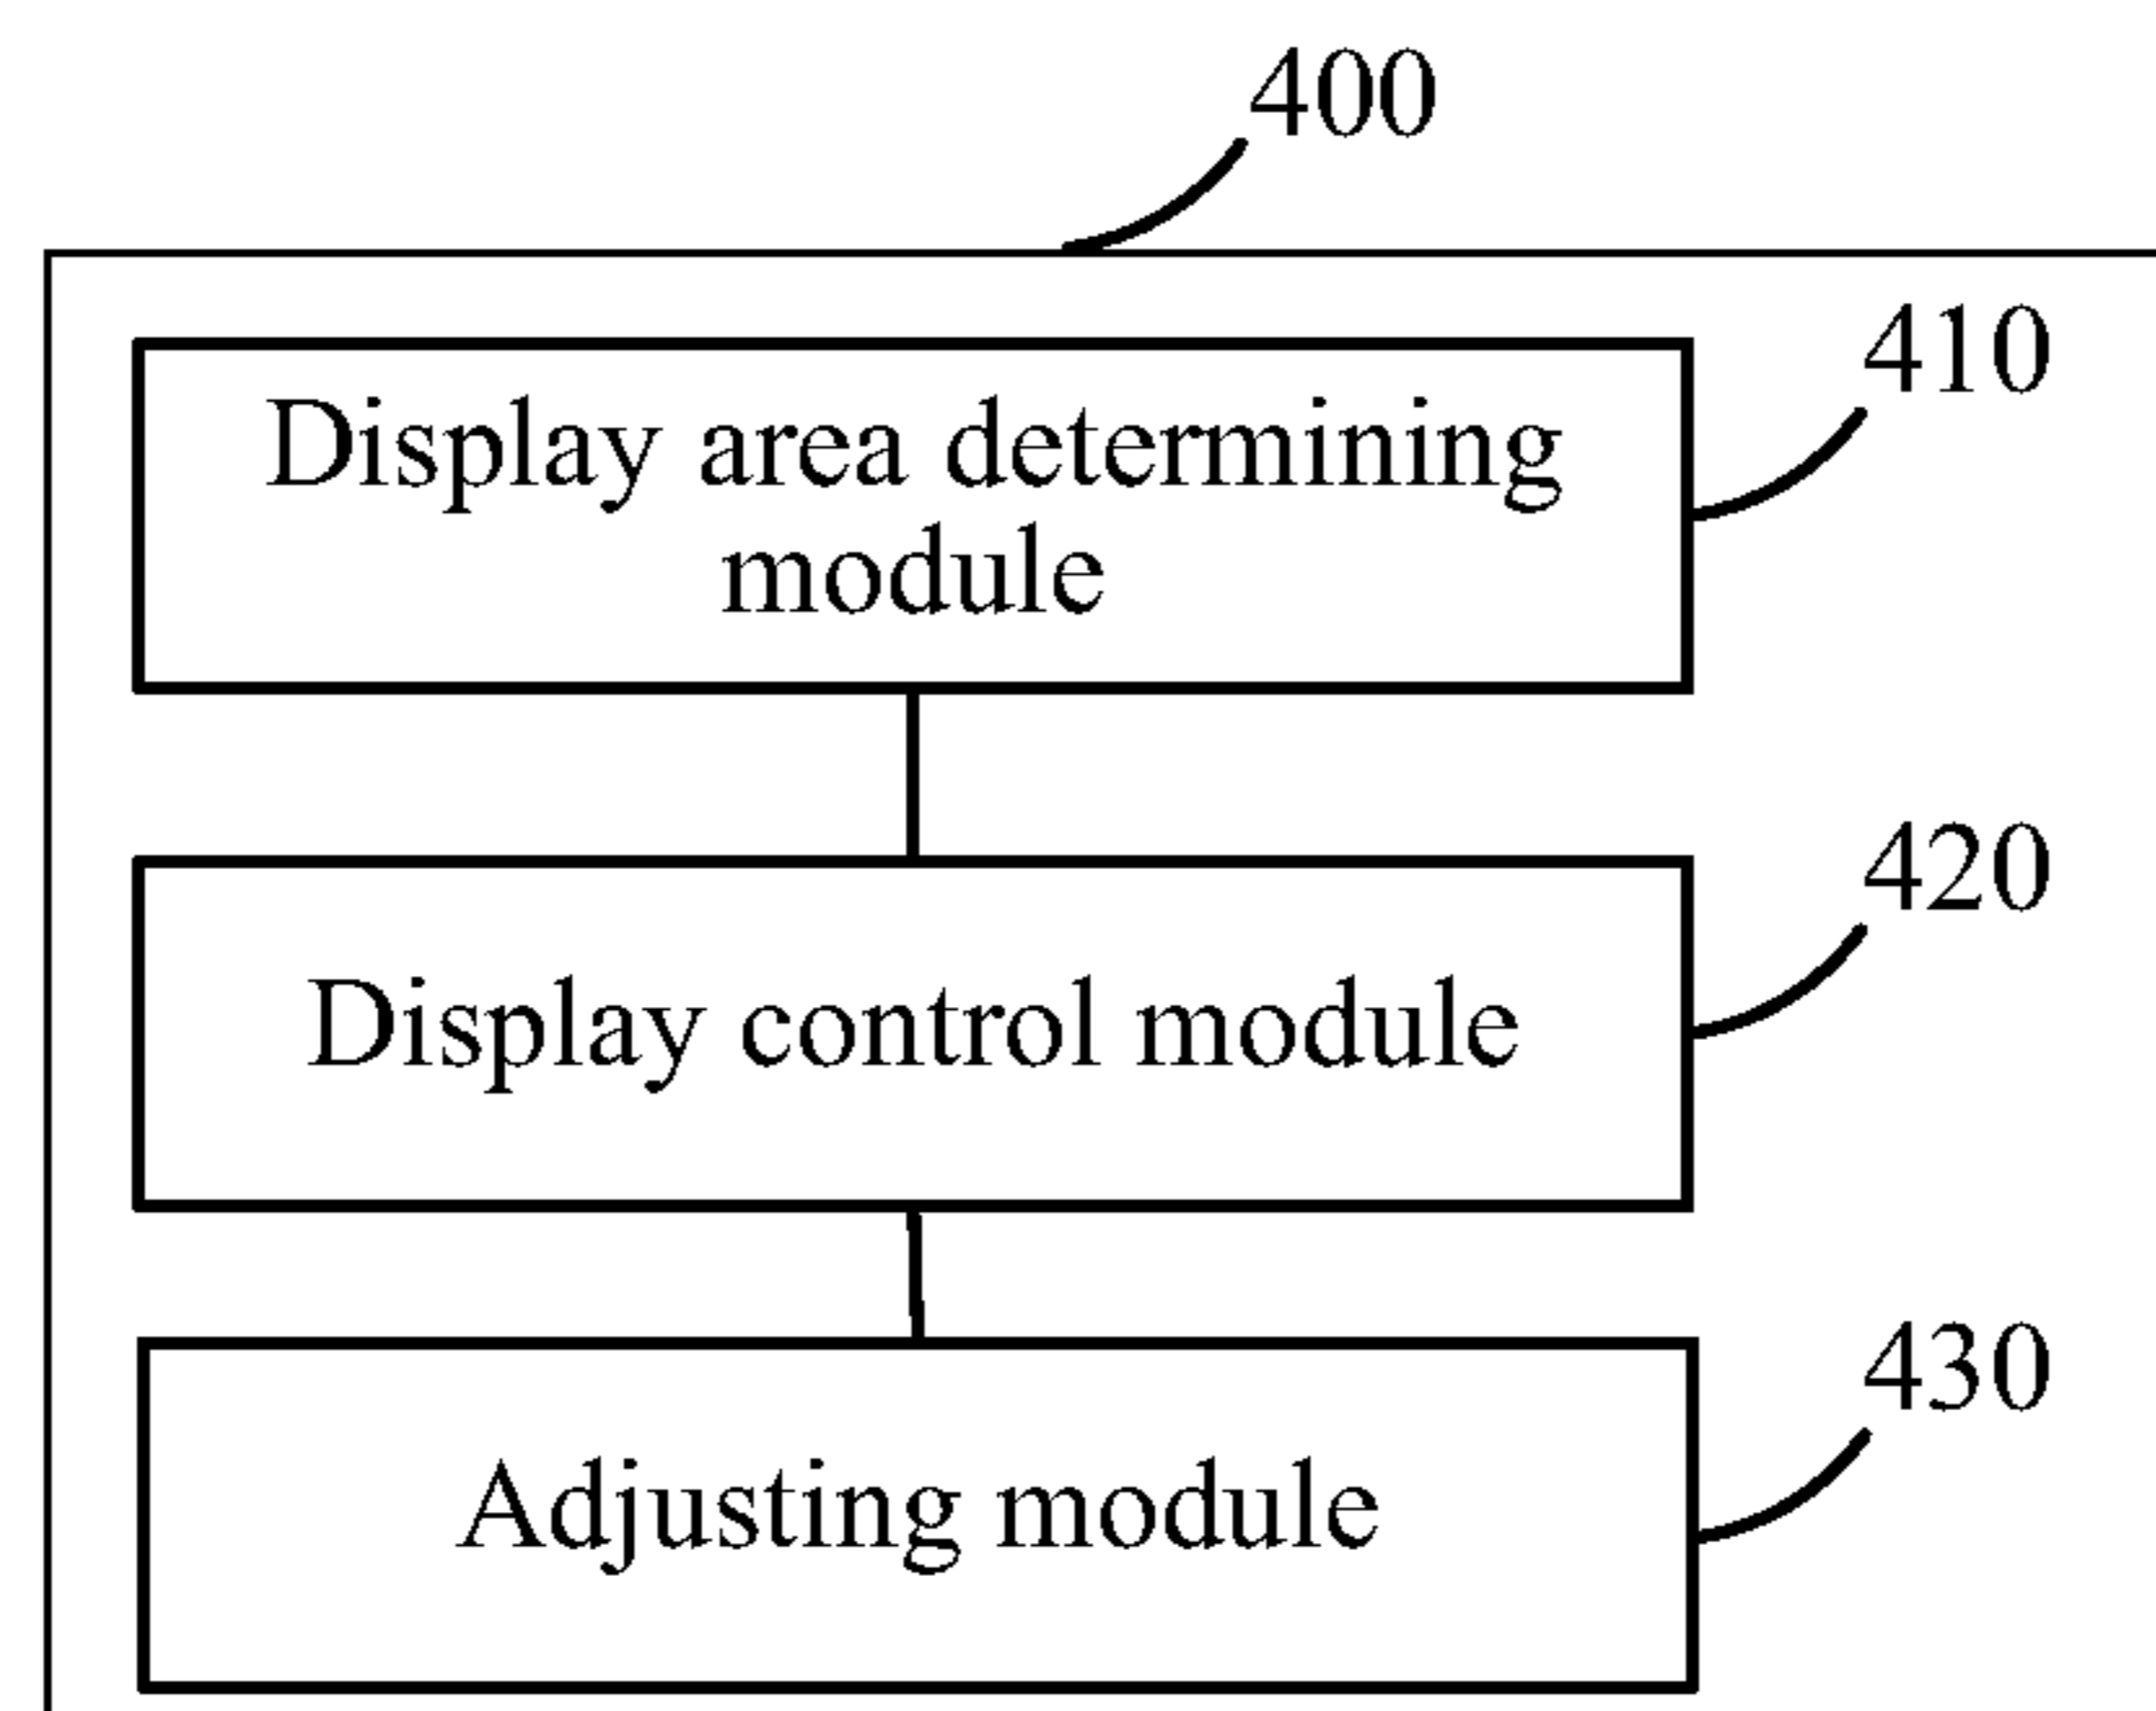 400
410
Display area determining
module
420
Display control module
430
Adjusting module